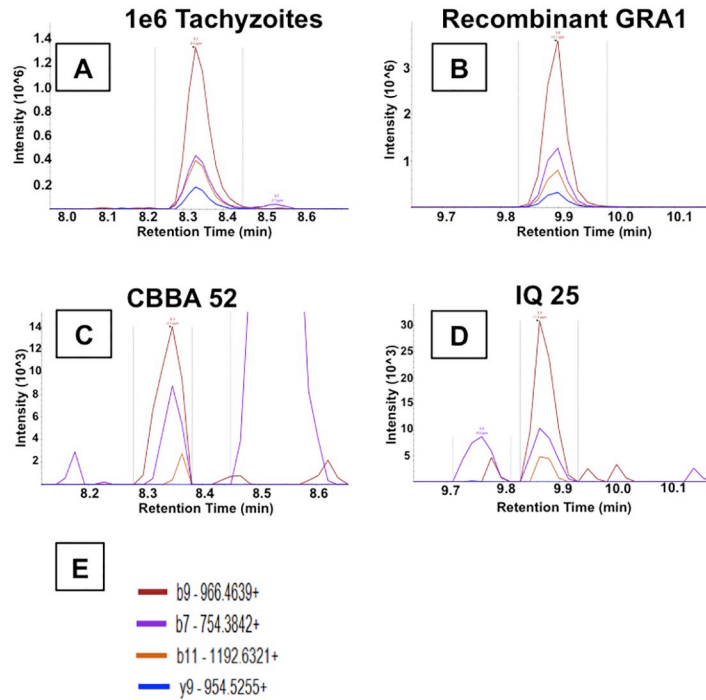 1e6 Tachyzoites
Recombinant GRA1
A
B
Intensity (10^6)
1.4
1.2
1.0
0.8
0.6
0.4
0.2
8.0 8.1 8.2 8.3 8.4 8.5 8.6
Retention Time (min)
Intensity (10^6)
3
2
1
9.7 9.8 9.9 10.0 10.1
Retention Time (min)
CBBA 52
IQ 25
C
D
Intensity (10^3)
14
12
10
8
6
4
2
8.2 8.3 8.4 8.5 8.6
Retention Time (min)
Intensity (10^3)
30
25
20
15
10
5
9.7 9.8 9.9 10.0 10.1
Retention Time (min)
E
b9 - 966.4639+
b7 - 754.3842+
b11 - 1192.6321+
y9 - 954.5255+